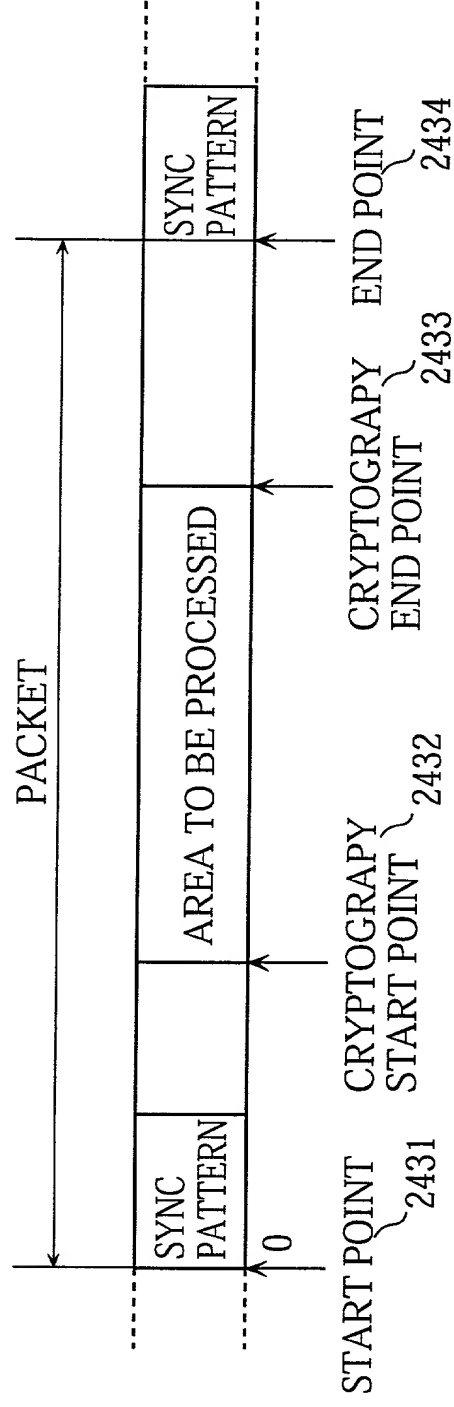 PACKET
SYNC
PATTERN
AREA TO BE PROCESSED
SYNC
PATTERN
0
START POINT
2431
CRYPTOGRAPY
START POINT
2432
CRYPTOGRAPY
END POINT
2433
END POINT
2434